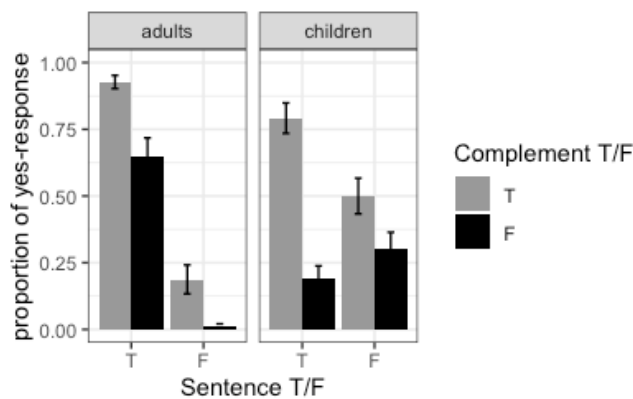 adults children
proportion of yes-response
1.00
0.75
0.50
0.25
0.00
T F T F
Sentence T/F
Complement T/F
T
F